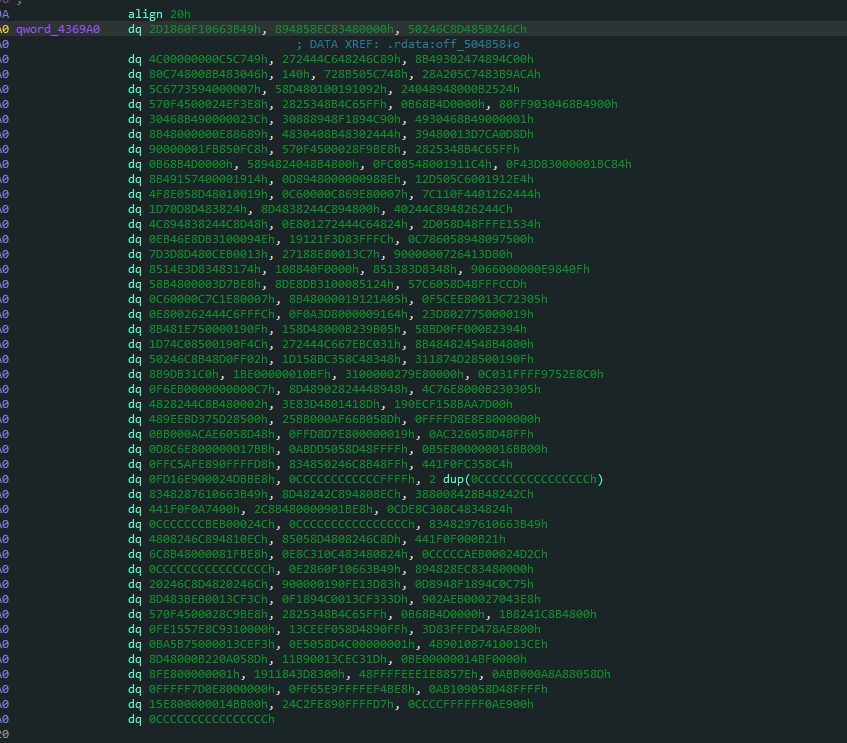 ;
9A align 20h
A0 qword_4369A0 dq 2D1860F10663B49h, 894858EC83480000h, 50246C8D4850246Ch
A0 ; DATA XREF: .rdata:off_504858↓o
A0 dq 4C00000000C5C749h, 272444C648246C89h, 8B49302474894C00h
A0 dq 80C748008B483046h, 140h, 728B505C748h, 28A205C7483B9ACAh
A0 dq 5C6773594000007h, 58D480100191092h, 24048948000B2524h
A0 dq 570F4500024EF3E8h, 2825348B4C65FFh, 0B68B4D0000h, 80FF9030468B4900h
A0 dq 30468B490000023Ch, 30888948F1894C90h, 4930468B49000001h
A0 dq 8B48000000E88689h, 4830408B48302444h, 39480013D7CA0D8Dh
A0 dq 90000001FB850FC8h, 570F4500028F9BE8h, 2825348B4C65FFh
A0 dq 0B68B4D0000h, 5894824048B4800h, 0FC08548001911C4h, 0F43D83000001BC84h
A0 dq 8B49157400001914h, 0D8948000000988Eh, 12D505C6001912E4h
A0 dq 4F8E058D48010019h, 0C60000C869E80007h, 7C110F4401262444h
A0 dq 1D70D8D483824h, 8D4838244C894800h, 40244C894826244Ch
A0 dq 4C894838244C8D48h, 0E801272444C64824h, 2D058D48FFFE1534h
A0 dq 0EB46E8DB3100094Eh, 19121F3D83FFFCh, 0C786058948097500h
A0 dq 7D3D8D480CEB0013h, 27188E80013C7h, 9000000726413D80h
A0 dq 8514E3D83483174h, 108840F0000h, 851383D8348h, 9066000000E9840Fh
A0 dq 58B4800003D7BE8h, 8DE8DB3100085124h, 57C6058D48FFFCCDh
A0 dq 0C60000C7C1E80007h, 8B48000019121A05h, 0F5CEE80013C72305h
A0 dq 0E800262444C6FFFCh, 0F0A3D8000009164h, 23D802775000019h
A0 dq 8B481E750000190Fh, 158D48000B239B05h, 58BD0FF000B2394h
A0 dq 1D74C08500190F4Ch, 272444C667EBC031h, 8B484824548B4800h
A0 dq 50246C8B48D0FF02h, 1D158BC358C48348h, 311874D28500190Fh
A0 dq 8B9DB31C0h, 1BE00000010BFh, 3100000279E80000h, 0C031FFFF9752E8C0h
A0 dq 0F6EB0000000000C7h, 8D48902824448948h, 4C76E8000B230305h
A0 dq 4828244C8B480002h, 3E83D4801418Dh, 190ECF158BAA7D00h
A0 dq 489EEBD375D28500h, 25BB000AF66B058Dh, 0FFFFD8E8E8000000h
A0 dq 0BB000ACAE6058D48h, 0FFD8D7E800000019h, 0AC326058D48FFh
A0 dq 0D8C6E800000017BBh, 0ABDD5058D48FFFFh, 0B5E800000016BB00h
A0 dq 0FFC5AFE890FFFFD8h, 834850246C8B48FFh, 441F0FC358C4h
A0 dq 0FD16E900024DBBE8h, 0CCCCCCCCCCCCFFFFh, 2 dup(0CCCCCCCCCCCCCCCCh)
A0 dq 8348287610663B49h, 8D48242C894808ECh, 388008428B48242Ch
A0 dq 441F0F0A7400h, 2C8B480000901BE8h, 0CDE8C308C4834824h
A0 dq 0CCCCCCCBEB00024Ch, 0CCCCCCCCCCCCCCCCh, 8348297610663B49h
A0 dq 4808246C894810ECh, 85058D4808246C8Dh, 441F0F000B21h
A0 dq 6C8B48000081FBE8h, 0E8C310C483480824h, 0CCCCCAEB00024D2Ch
A0 dq 0CCCCCCCCCCCCCCCCh, 0E2860F10663B49h, 894828EC83480000h
A0 dq 20246C8D4820246Ch, 900000190FE13D83h, 0D8948F1894C0C75h
A0 dq 8D483BEB0013CF3Ch, 0F1894C0013CF333Dh, 902AEB00027043E8h
A0 dq 570F4500028C9BE8h, 2825348B4C65FFh, 0B68B4D0000h, 1B8241C8B4800h
A0 dq 0FE1557E8C9310000h, 13CEEF058D4890FFh, 3D83FFFD478AE800h
A0 dq 0BA5B75000013CEF3h, 0E5058D4C00000001h, 48901087410013CEh
A0 dq 8D48000B220A058Dh, 11B90013CEC31Dh, 0BE00000014BF0000h
A0 dq 8FE800000001h, 1911843D8300h, 48FFFFEEE1E8857Eh, 0ABB000A8A88058Dh
A0 dq 0FFFFF7D0E8000000h, 0FF65E9FFFFEF4BE8h, 0AB109058D48FFFFh
A0 dq 15E800000014BB00h, 24C2FE890FFFFD7h, 0CCCCFFFFFF0AE900h
A0 dq 0CCCCCCCCCCCCCCCCh
20